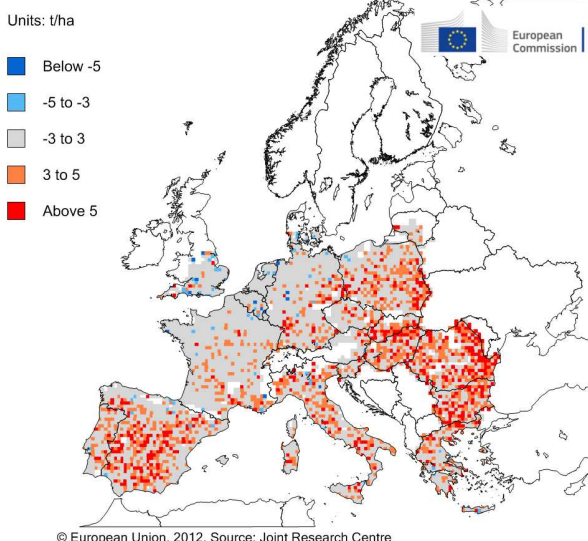 Units: t/ha
European
Commission
Below -5
-5 to -3
-3 to 3
3 to 5
Above 5
© European Union, 2012. Source: Joint Research Centre